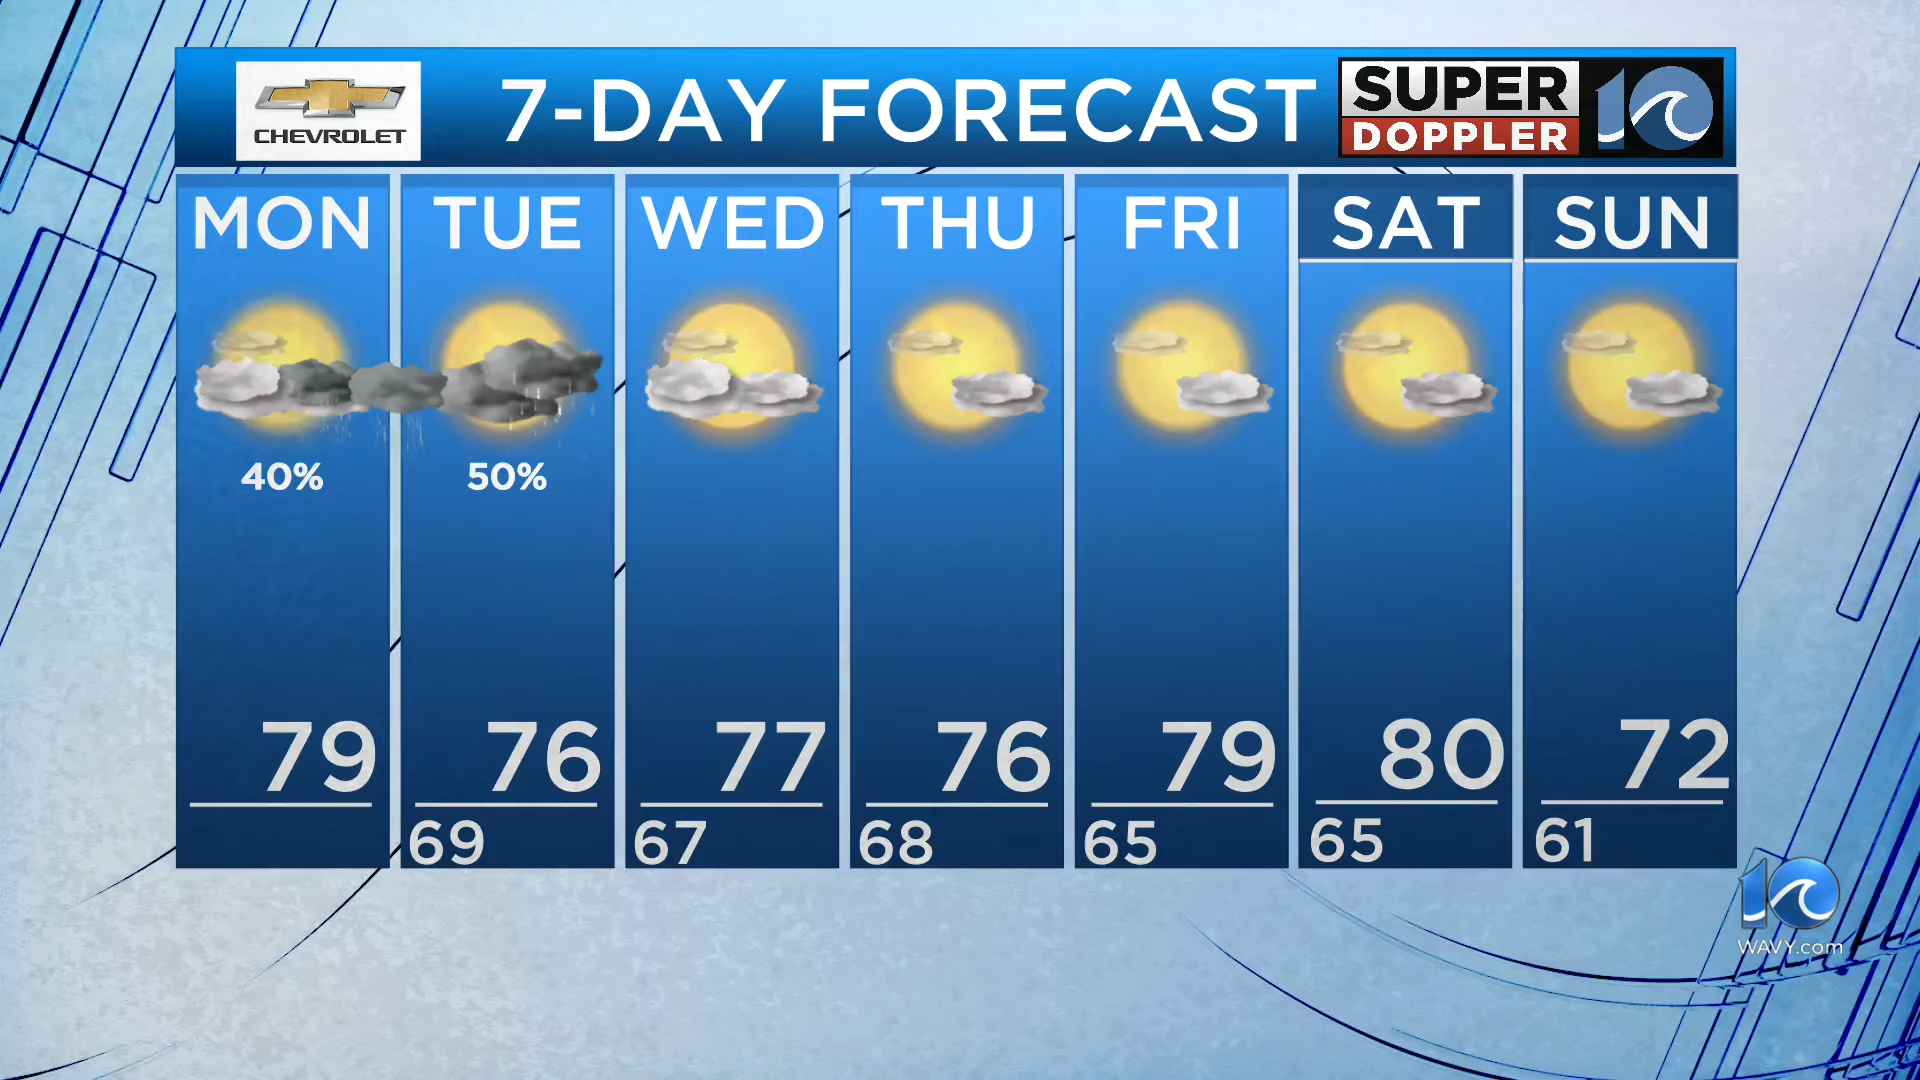 CHEVROLET
7-DAY FORECAST
SUPER
DOPPLER
10
MON TUE WED THU FRI SAT SUN
40% 50%
79 76 77 76 79 80 72
69 67 68 65 65 61
10
WAVY.com